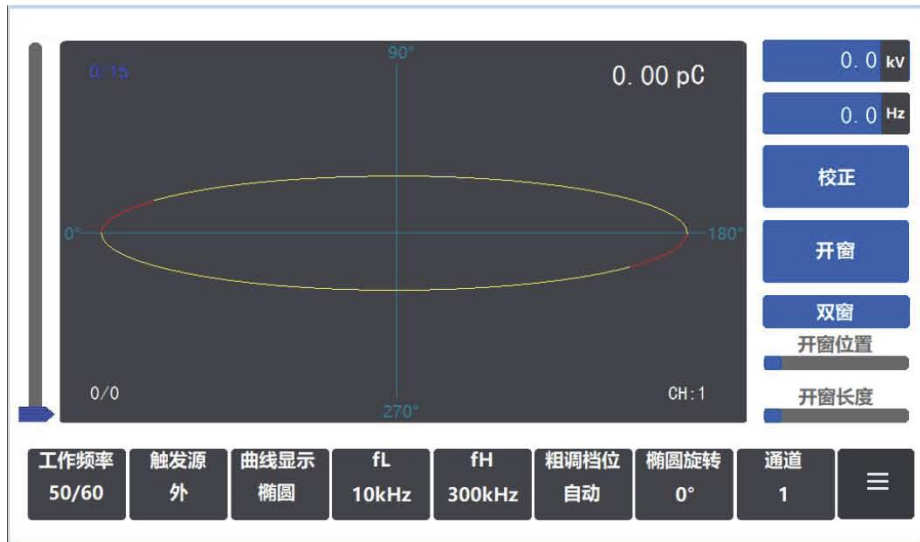 0/15
90°
0.00 pC
0.0 kV
0.0 Hz
校正
开窗
双窗
开窗位置
开窗长度
0°
180°
0/0
270°
CH:1
工作频率
50/60
触发源
外
曲线显示
椭圆
fL
10kHz
fH
300kHz
粗调档位
自动
椭圆旋转
0°
通道
1